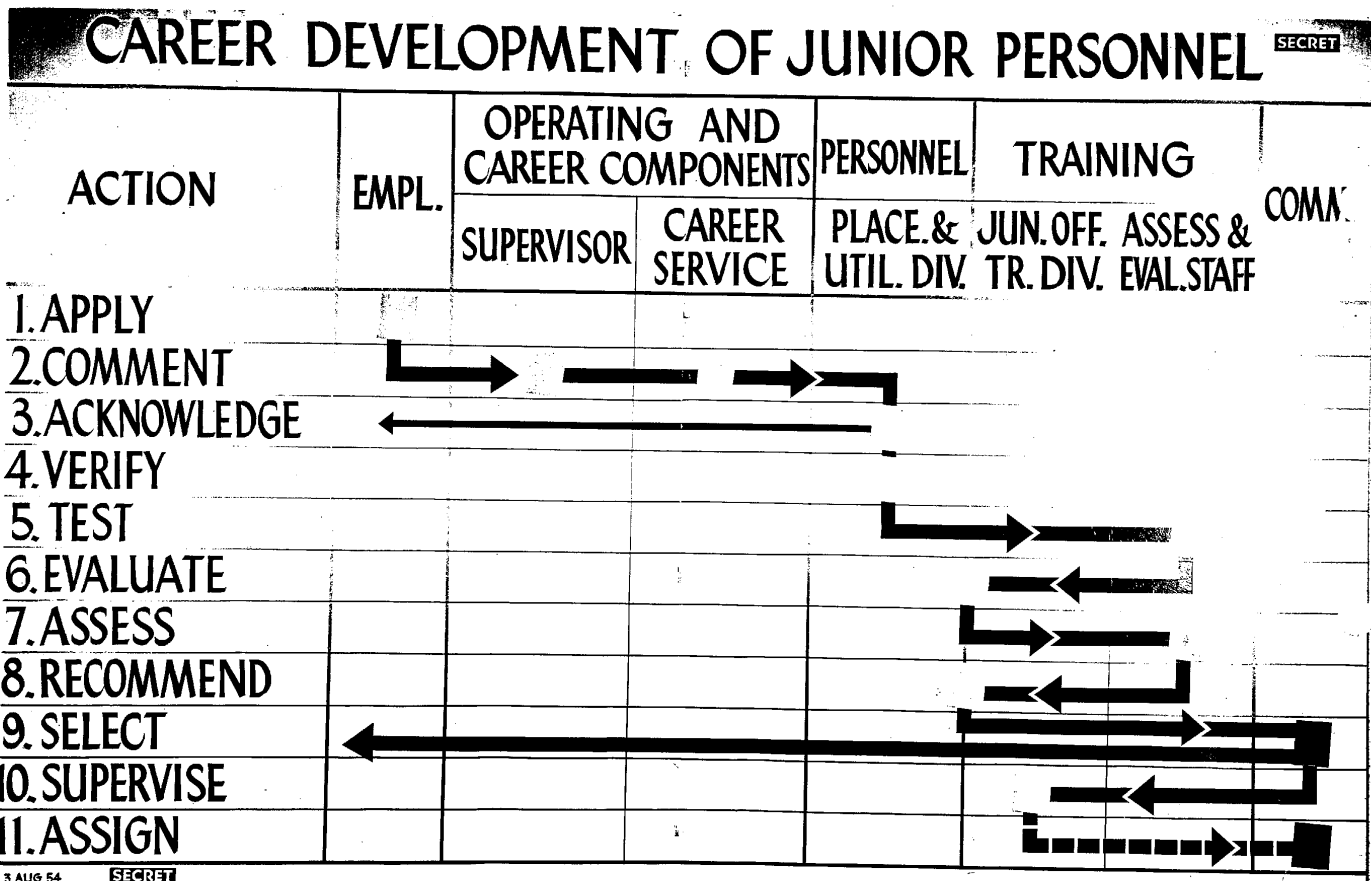 CAREER DEVELOPMENT OF JUNIOR PERSONNEL SECRET
ACTION
EMPL.
OPERATING AND
CAREER COMPONENTS
SUPERVISOR
CAREER
SERVICE
PERSONNEL
PLACE. &
UTIL. DIV.
TRAINING
JUN. OFF.
TR. DIV.
ASSESS &
EVAL. STAFF
1. APPLY
2. COMMENT
3. ACKNOWLEDGE
4. VERIFY
5. TEST
6. EVALUATE
7. ASSESS
8. RECOMMEND
9. SELECT
10. SUPERVISE
11. ASSIGN
3 AUG 54 SECRET